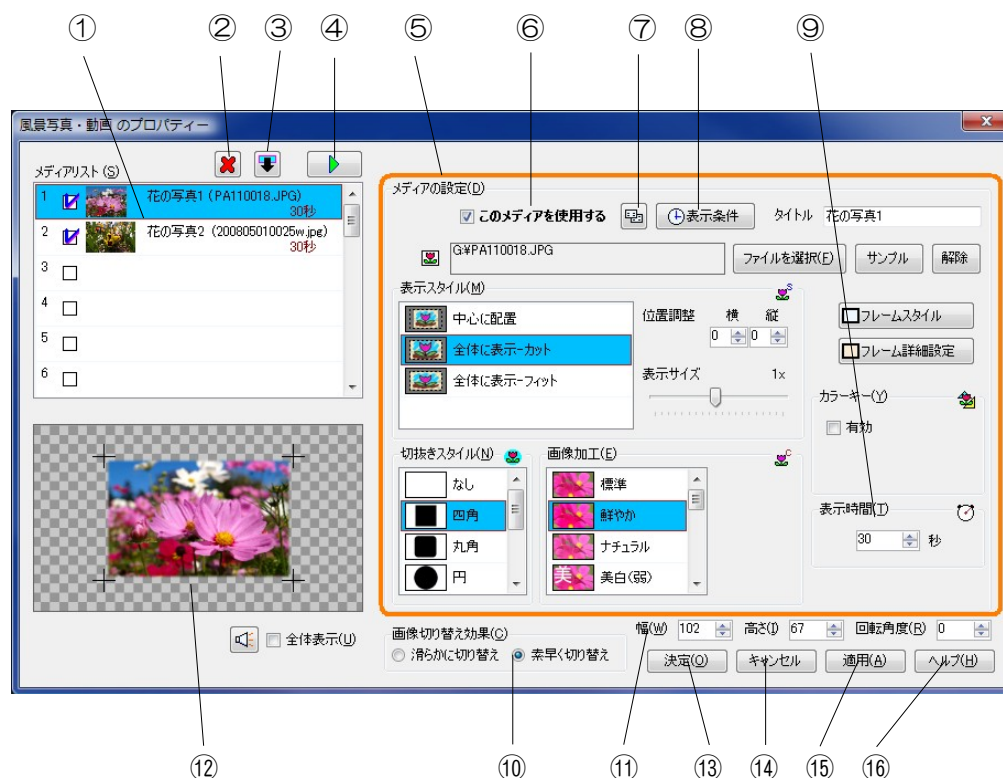 ① ② ③ ④ ⑤ ⑥ ⑦ ⑧ ⑨
風景写真・動画 のプロパティー
メディアリスト (S)
1 花の写真1 (PA110018.JPG)
30秒
2 花の写真2 (200805010025w.jpg)
30秒
3
4
5
6
メディアの設定(D)
このメディアを使用する 表示条件 タイトル 花の写真1
G:¥PA110018.JPG ファイルを選択(F) サンプル 解除
表示スタイル(M)
中心に配置
全体に表示-カット
全体に表示-フィット
位置調整 横 縦
0 0
表示サイズ 1x
フレームスタイル
フレーム詳細設定
カラーキー(Y)
有効
切抜きスタイル(N)
なし
四角
丸角
円
画像加工(E)
標準
鮮やか
ナチュラル
美 美白(弱)
表示時間(T)
30 秒
全体表示(U)
画像切り替え効果(C)
滑らかに切り替え 素早く切り替え
幅(W) 102 高さ(I) 67 回転角度(R) 0
決定(O) キャンセル 適用(A) ヘルプ(H)
⑫ ⑩ ⑪ ⑬ ⑭ ⑮ ⑯